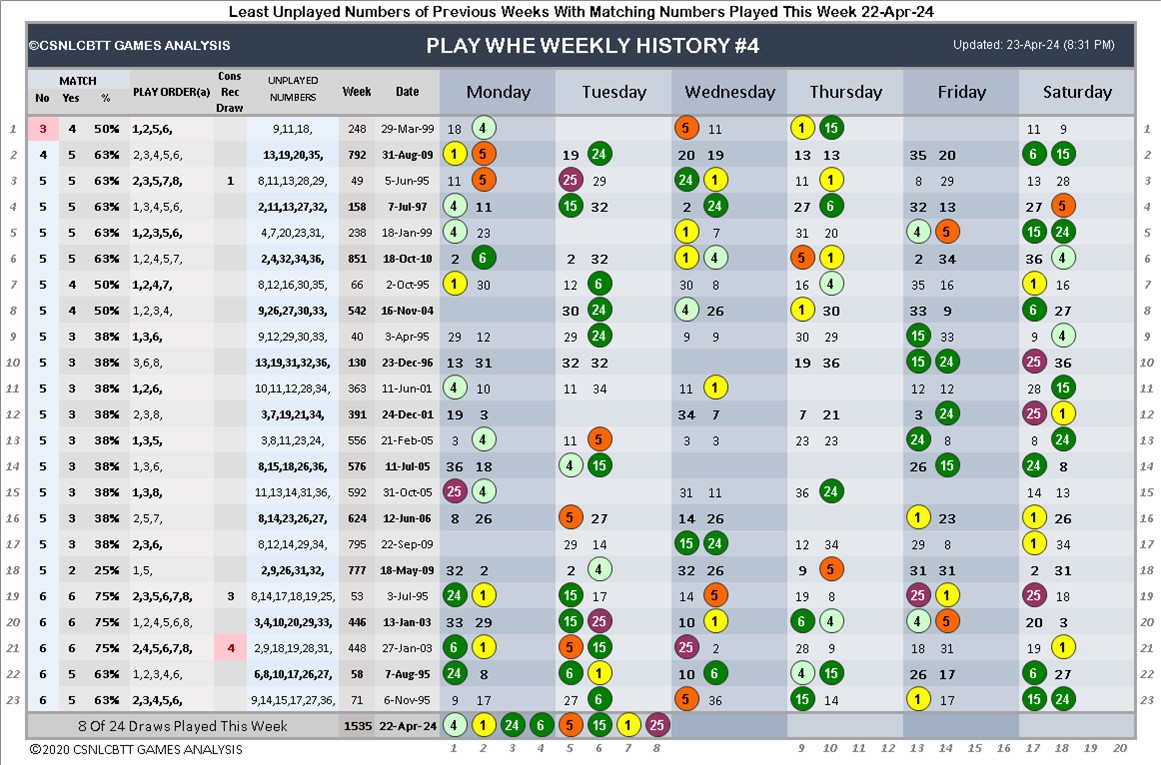 Least Unplayed Numbers of Previous Weeks With Matching Numbers Played This Week 22-Apr-24
©CSNLCBTT GAMES ANALYSIS PLAY WHE WEEKLY HISTORY #4 Updated: 23-Apr-24 (8:31 PM)
MATCH No Yes % PLAY ORDER(a) Cons Rec Draw UNPLAYED NUMBERS Week Date Monday Tuesday Wednesday Thursday Friday Saturday
1 3 4 50% 1,2,5,6, 9,11,18, 248 29-Mar-99 18 4 5 11 1 15 11 9 1
2 4 5 63% 2,3,4,5,6, 13,19,20,35, 792 31-Aug-09 1 5 19 24 20 19 13 13 35 20 6 15 2
3 5 5 63% 2,3,5,7,8, 1 8,11,13,28,29, 49 5-Jun-95 11 5 25 29 24 1 11 1 8 29 13 28 3
4 5 5 63% 1,3,4,5,6, 2,11,13,27,32, 158 7-Jul-97 4 11 15 32 2 24 27 6 32 13 27 5 4
5 5 5 63% 1,2,3,5,6, 4,7,20,23,31, 238 18-Jan-99 4 23 1 7 31 20 4 5 15 24 5
6 5 5 63% 1,2,4,5,7, 2,4,32,34,36, 851 18-Oct-10 2 6 2 32 1 4 5 1 2 34 36 4 6
7 5 4 50% 1,2,4,7, 8,12,16,30,35, 66 2-Oct-95 1 30 12 6 30 8 16 4 35 16 1 16 7
8 5 4 50% 1,2,3,4, 9,26,27,30,33, 542 16-Nov-04 30 24 4 26 1 30 33 9 6 27 8
9 5 3 38% 1,3,6, 9,12,29,30,33, 40 3-Apr-95 29 12 29 24 9 9 30 29 15 33 9 4 9
10 5 3 38% 3,6,8, 13,19,31,32,36, 130 23-Dec-96 13 31 32 32 19 36 15 24 25 36 10
11 5 3 38% 1,2,6, 10,11,12,28,34, 363 11-Jun-01 4 10 11 34 11 1 12 12 28 15 11
12 5 3 38% 2,3,8, 3,7,19,21,34, 391 24-Dec-01 19 3 34 7 7 21 3 24 25 1 12
13 5 3 38% 1,3,5, 3,8,11,23,24, 556 21-Feb-05 3 4 11 5 3 3 23 23 24 8 8 24 13
14 5 3 38% 1,3,6, 8,15,18,26,36, 576 11-Jul-05 36 18 4 15 26 15 24 8 14
15 5 3 38% 1,3,8, 11,13,14,31,36, 592 31-Oct-05 25 4 31 11 36 24 14 13 15
16 5 3 38% 2,5,7, 8,14,23,26,27, 624 12-Jun-06 8 26 5 27 14 26 1 23 1 26 16
17 5 3 38% 2,3,6, 8,12,14,29,34, 795 22-Sep-09 29 14 15 24 12 34 29 8 1 34 17
18 5 2 25% 1,5, 2,9,26,31,32, 777 18-May-09 32 2 2 4 32 26 9 5 31 31 2 31 18
19 6 6 75% 2,3,5,6,7,8, 3 8,14,17,18,19,25, 53 3-Jul-95 24 1 15 17 14 5 19 8 25 1 25 18 19
20 6 6 75% 1,2,4,5,6,8, 3,4,10,20,29,33, 446 13-Jan-03 33 29 15 25 10 1 6 4 4 5 20 3 20
21 6 6 75% 2,4,5,6,7,8, 4 2,9,18,19,28,31, 448 27-Jan-03 6 1 5 15 25 2 28 9 18 31 19 1 21
22 6 5 63% 1,2,3,4,6, 6,8,10,17,26,27, 58 7-Aug-95 24 8 6 1 10 6 4 15 26 17 6 27 22
23 6 5 63% 2,3,4,5,6, 9,14,15,17,27,36, 71 6-Nov-95 9 17 27 6 5 36 15 14 1 17 15 24 23
8 Of 24 Draws Played This Week 1535 22-Apr-24 4 1 24 6 5 15 1 25
©2020 CSNLCBTT GAMES ANALYSIS 1 2 3 4 5 6 7 8 9 10 11 12 13 14 15 16 17 18 19 20